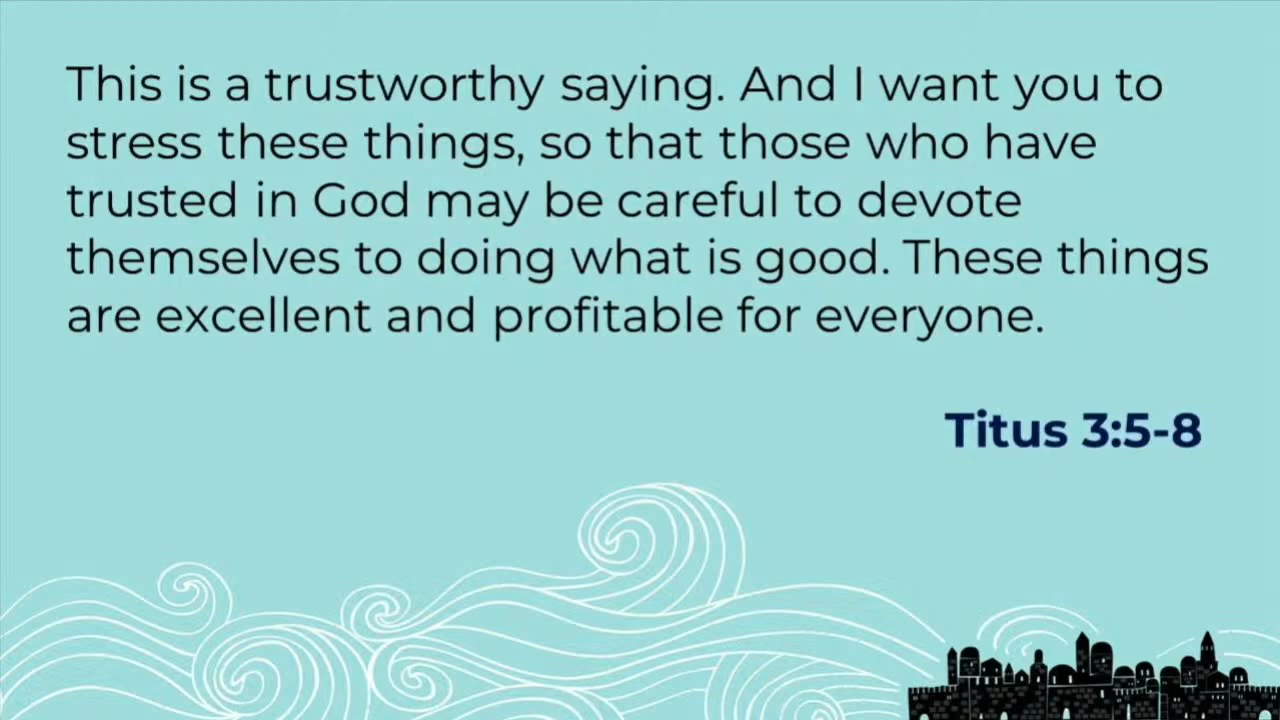 This is a trustworthy saying. And I want you to
stress these things, so that those who have
trusted in God may be careful to devote
themselves to doing what is good. These things
are excellent and profitable for everyone.
Titus 3:5-8